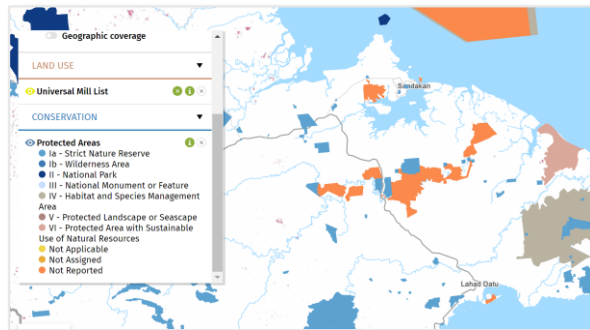 Geographic coverage
LAND USE
Universal Mill List
CONSERVATION
Protected Areas
Ia - Strict Nature Reserve
Ib - Wilderness Area
II - National Park
III - National Monument or Feature
IV - Habitat and Species Management
Area
V - Protected Landscape or Seascape
VI - Protected Area with Sustainable
Use of Natural Resources
Not Applicable
Not Assigned
Not Reported
Sandakan
Lahad Datu